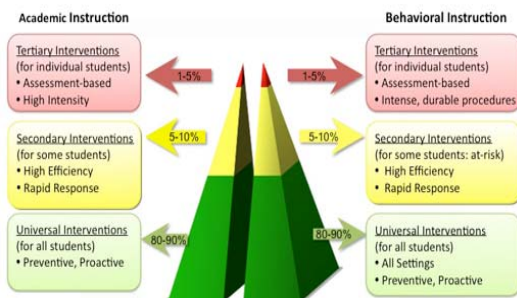 Academic Instruction
Tertiary Interventions
(for individual students)
• Assessment-based
• High Intensity
1-5%
Secondary Interventions
(for some students)
• High Efficiency
• Rapid Response
5-10%
Universal Interventions
(for all students)
• Preventive, Proactive
80-90%
Behavioral Instruction
1-5%
Tertiary Interventions
(for individual students)
• Assessment-based
• Intense, durable procedures
5-10%
Secondary Interventions
(for some students: at-risk)
• High Efficiency
• Rapid Response
80-90%
Universal Interventions
(for all students)
• All Settings
• Preventive, Proactive